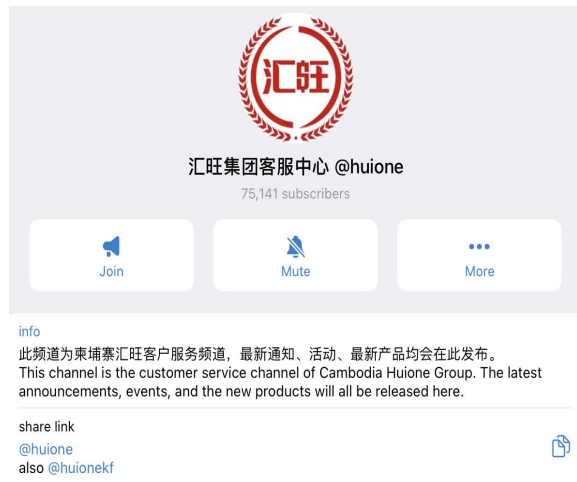 汇旺
汇旺集团客服中心 @huione
75,141 subscribers
Join
Mute
More
info
此频道为柬埔寨汇旺客户服务频道，最新通知、活动、最新产品均会在此发布。
This channel is the customer service channel of Cambodia Huione Group. The latest
announcements, events, and the new products will all be released here.
share link
@huione
also @huionekf